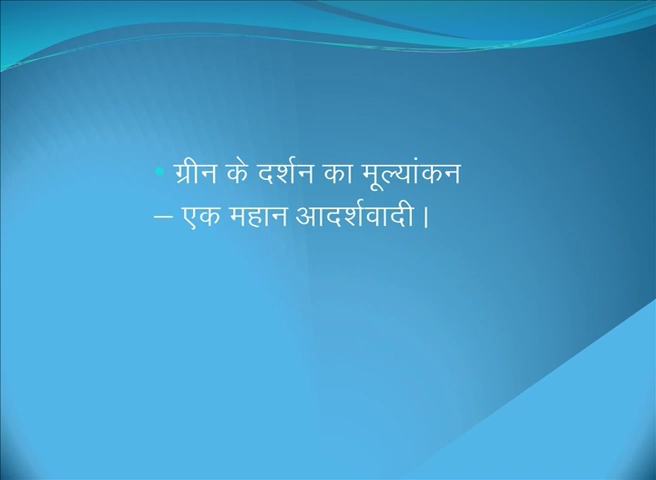 • ग्रीन के दर्शन का मूल्यांकन
– एक महान आदर्शवादी।